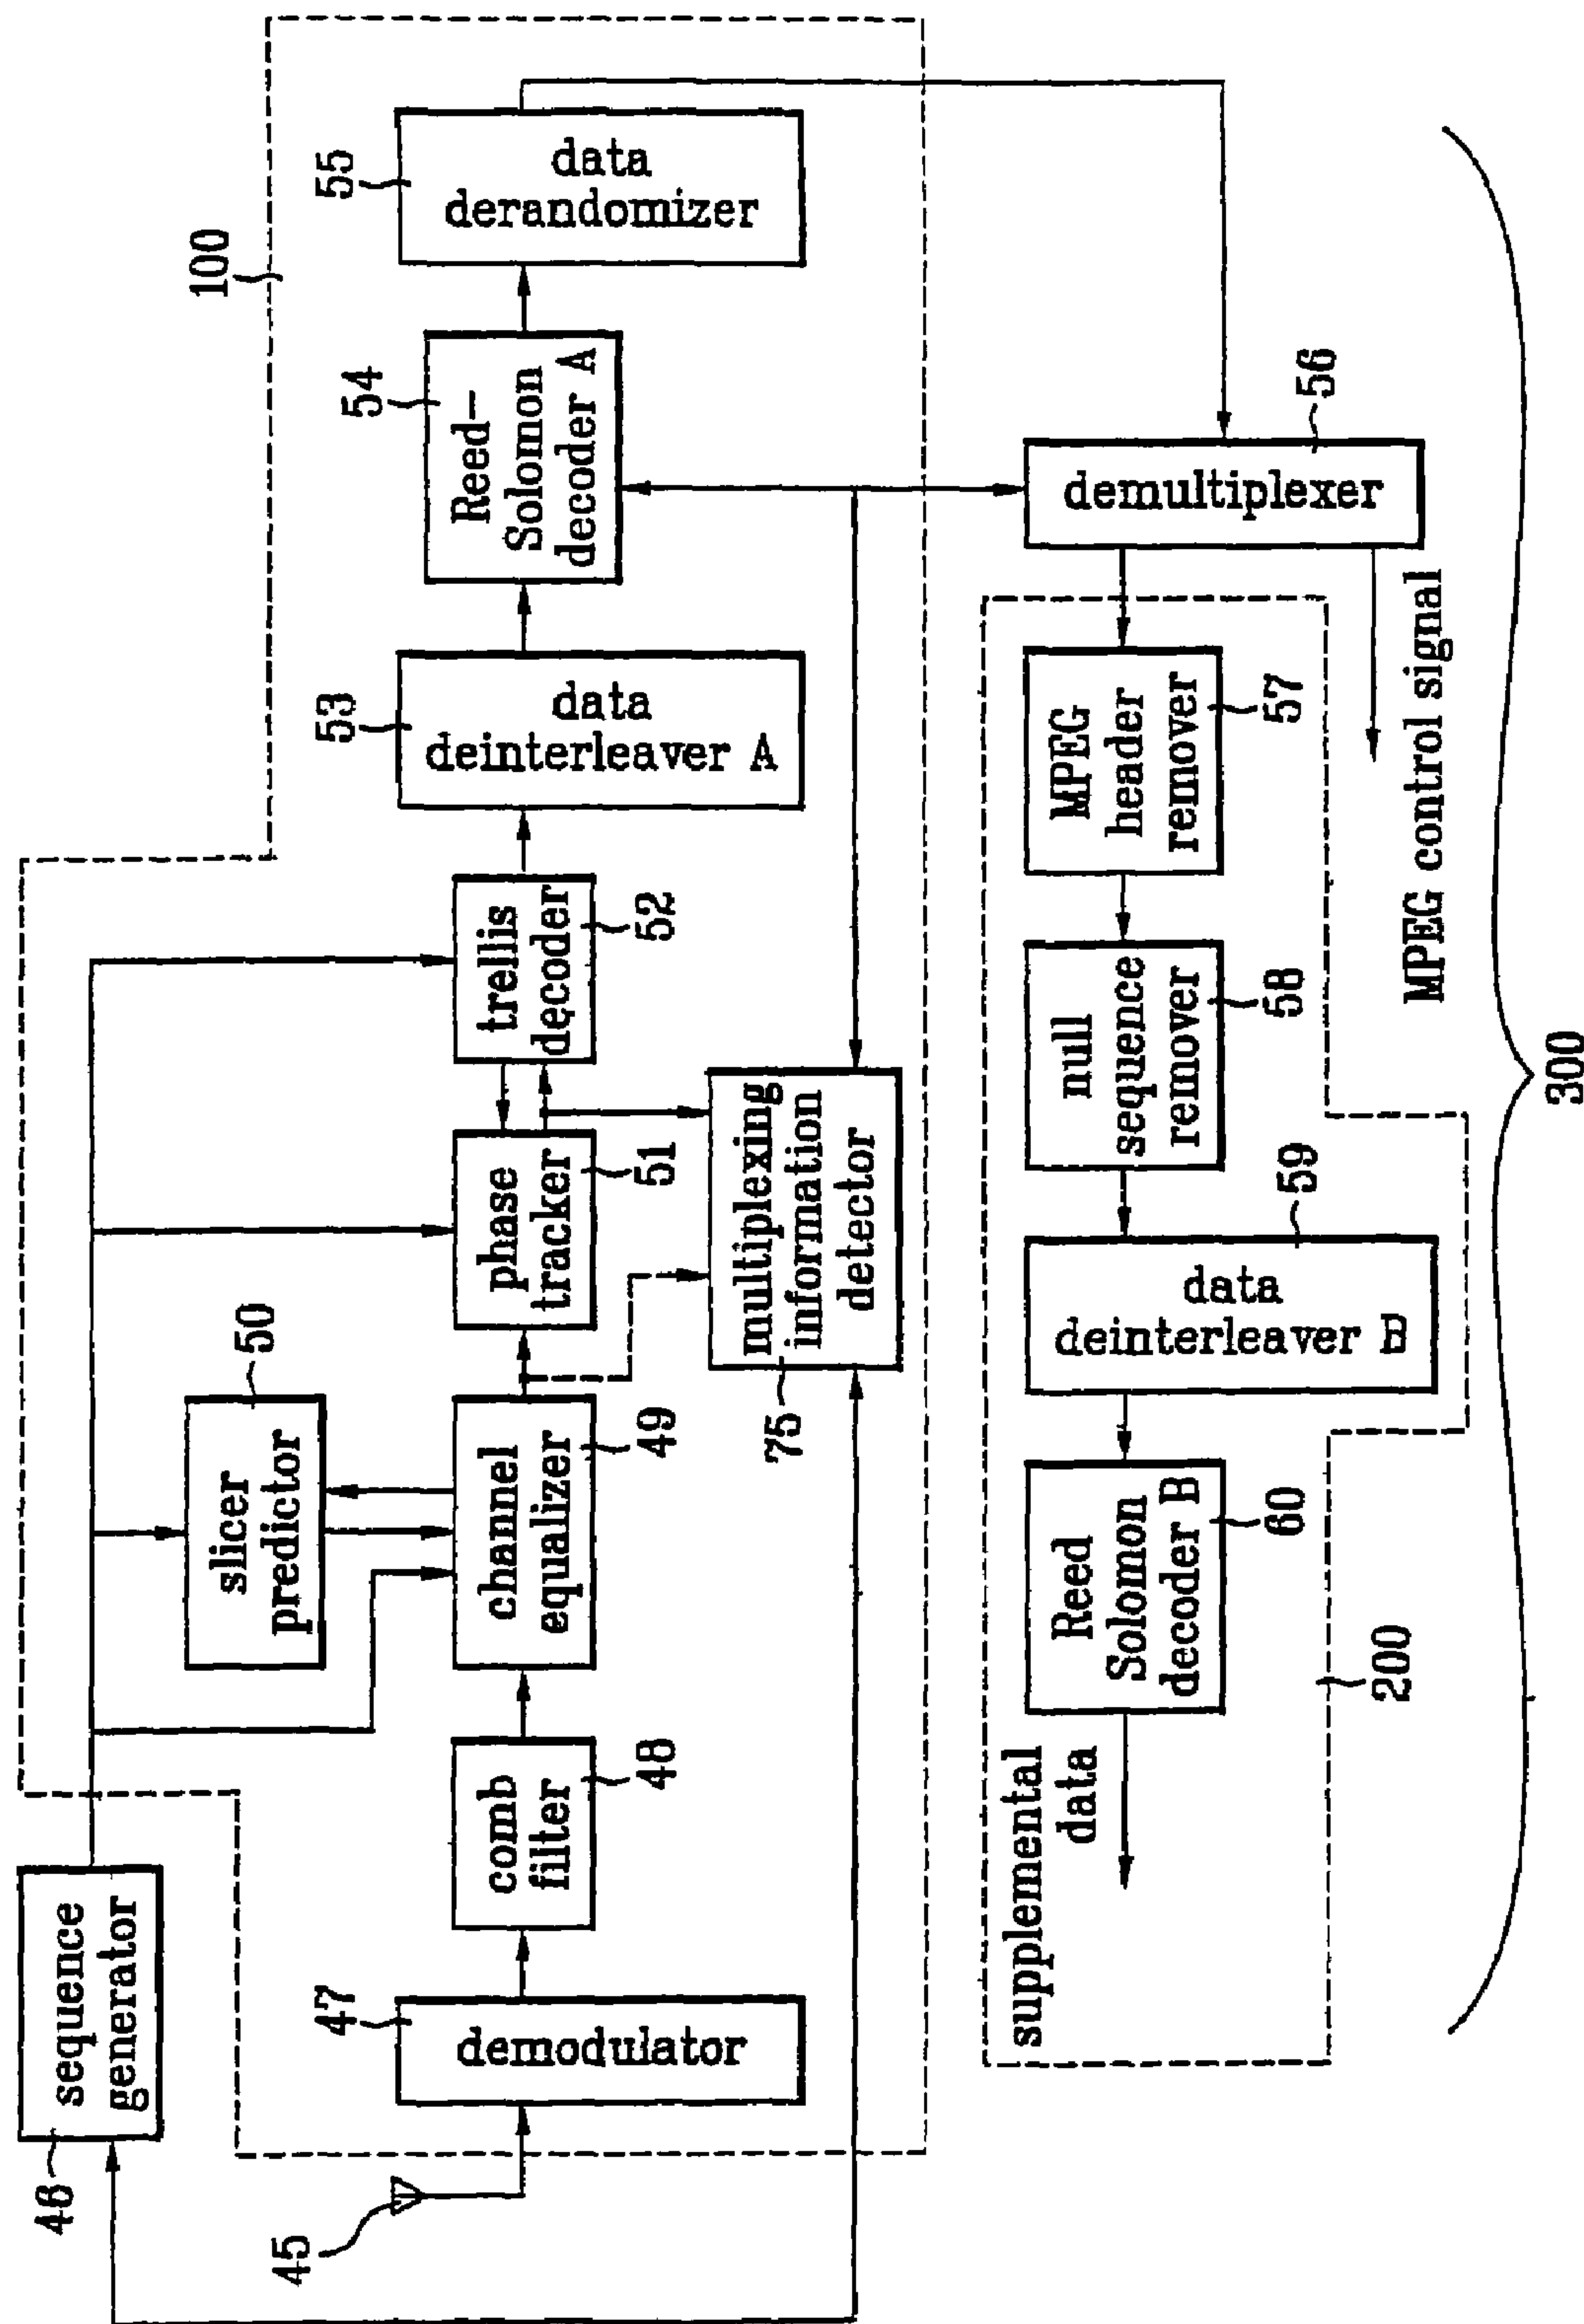 46
sequence
generator
45
47
demodulator
comb
filter
48
slicer
predictor
50
channel
equalizer
49
phase
tracker
51
trellis
decoder
52
75
multiplexing
information
detector
53
data
deinterleaver A
54
Reed-
Solomon
decoder A
55
data
derandomizer
100
demultiplexer
56
MPEG control signal
MPEG
header
remover
57
null
sequence
remover
58
data
deinterleaver B
59
Reed
Solomon
decoder B
60
supplemental
data
200
300